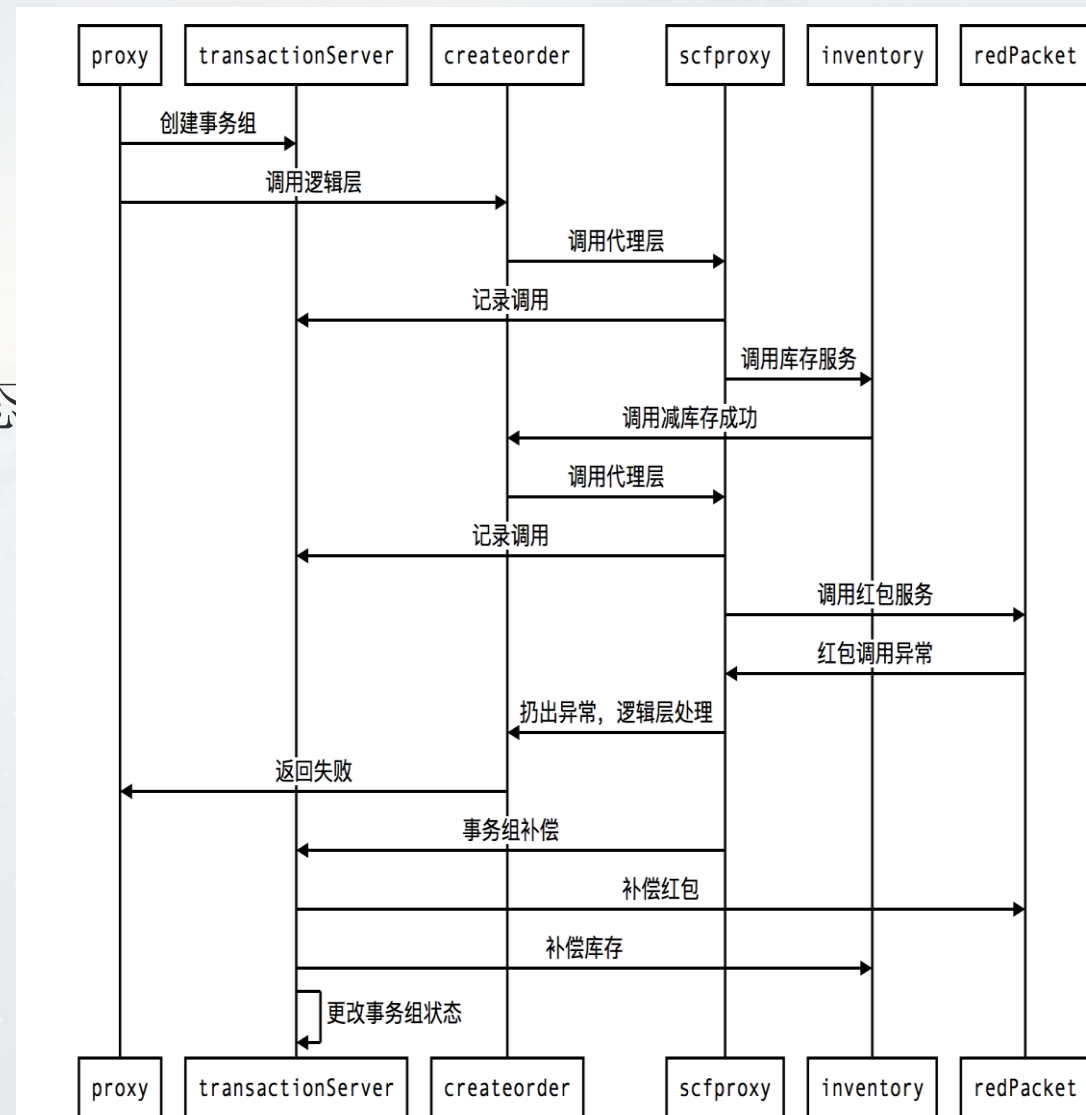 proxy transactionServer createorder scfproxy inventory redPacket
创建事务组
调用逻辑层
调用代理层
记录调用
调用库存服务
态
调用减库存成功
调用代理层
记录调用
调用红包服务
红包调用异常
扔出异常，逻辑层处理
返回失败
事务组补偿
补偿红包
补偿库存
更改事务组状态
proxy transactionServer createorder scfproxy inventory redPacket